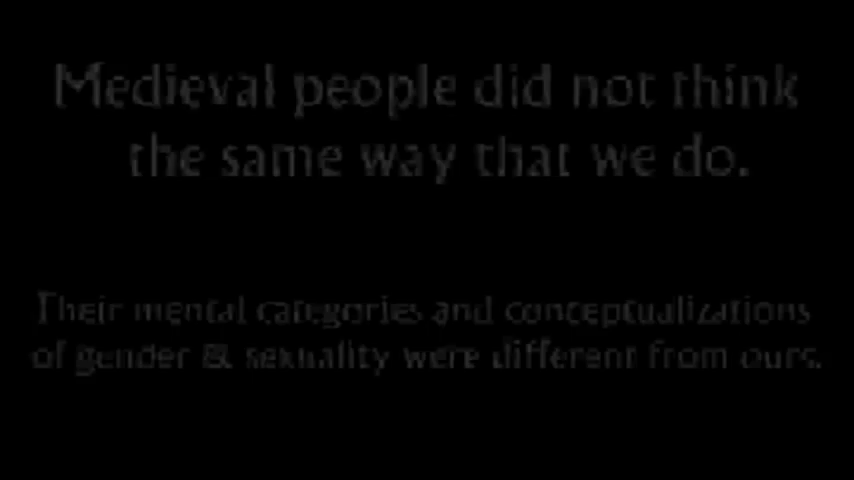 Medieval people did not think
the same way that we do.
Their mental categories and conceptualizations
of gender & sexuality were different from ours.